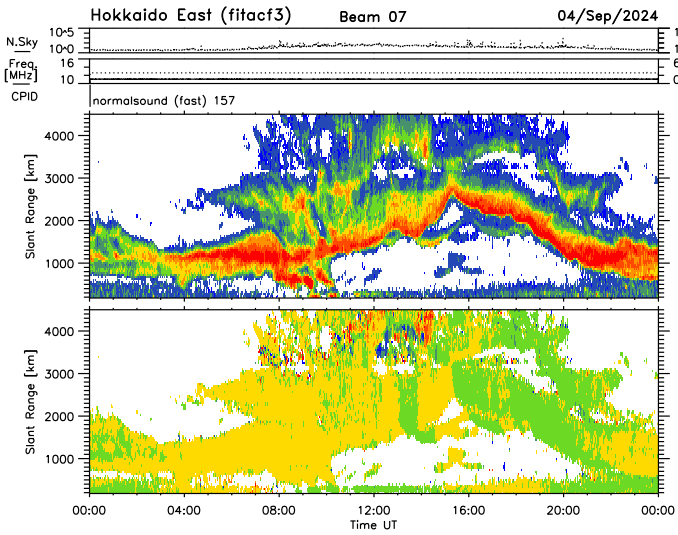 Hokkaido East (fitacf3) Beam 07 04/Sep/2024
N.Sky 10^5 10^0 1 1
Freq. [MHz] 16 10 6 0
CPID normalsound (fast) 157
Slant Range [km] 4000 3000 2000 1000
Slant Range [km] 4000 3000 2000 1000
00:00 04:00 08:00 12:00 16:00 20:00 00:00
Time UT